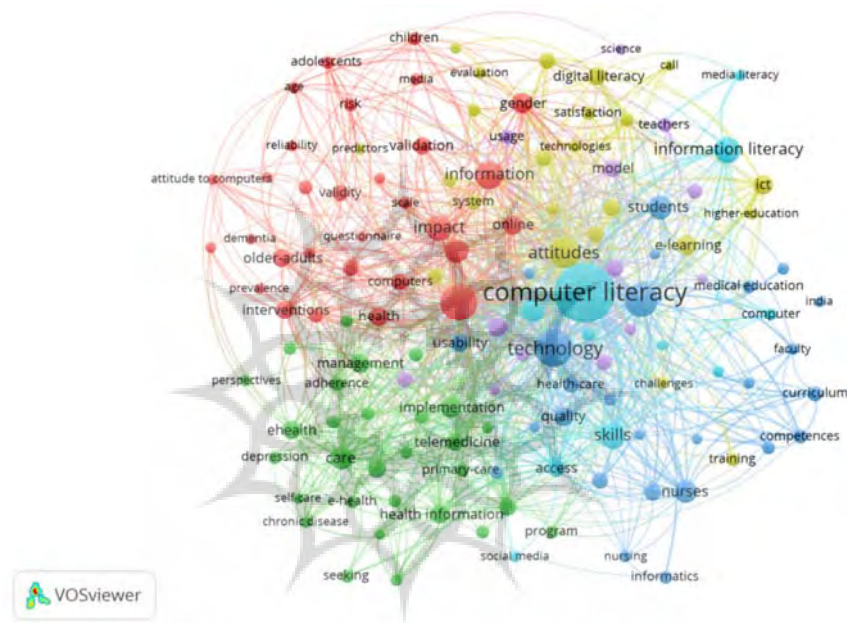 children
science
adolescents
call
media
evaluation
digital literacy
media literacy
age
risk
gender
satisfaction
teachers
usage
reliability
predictors
validation
technologies
information literacy
information
model
attitude to computers
validity
ict
scale
system
students
higher-education
impact
online
dementia
questionnaire
attitudes
e-learning
older-adults
computers
prevalence
computer literacy
medical education
india
interventions
health
computer
usability
technology
faculty
management
perspectives
adherence
healthcare
challenges
curriculum
implementation
quality
ehealth
telemedicine
skills
competences
depression
care
primary-care
access
training
selfcare
e-health
nurses
chronic disease
health information
program
social media
nursing
seeking
informatics
VOSviewer